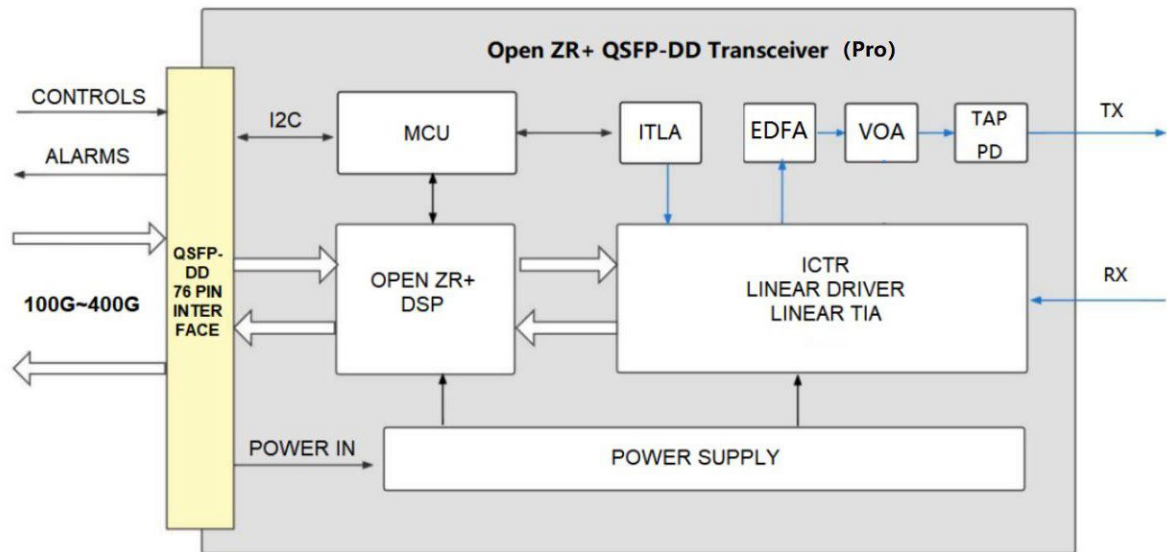 Open ZR+ QSFP-DD Transceiver（Pro）
CONTROLS
ALARMS
100G~400G
QSFP-
DD
76 PIN
INTER
FACE
I2C
MCU
ITLA
EDFA
VOA
TAP
PD
TX
OPEN ZR+
DSP
ICTR
LINEAR DRIVER
LINEAR TIA
RX
POWER IN
POWER SUPPLY